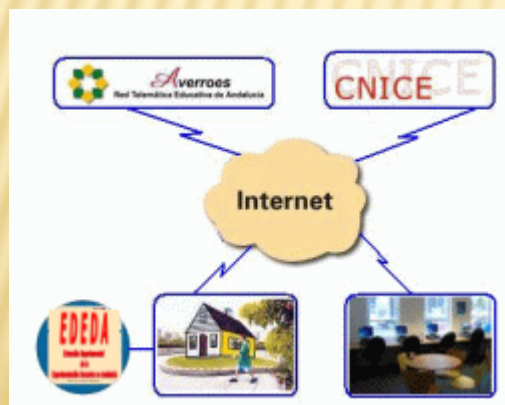 Averroes
Red Telemática Educativa de Andalucía
CNICE
Internet
EDEDA